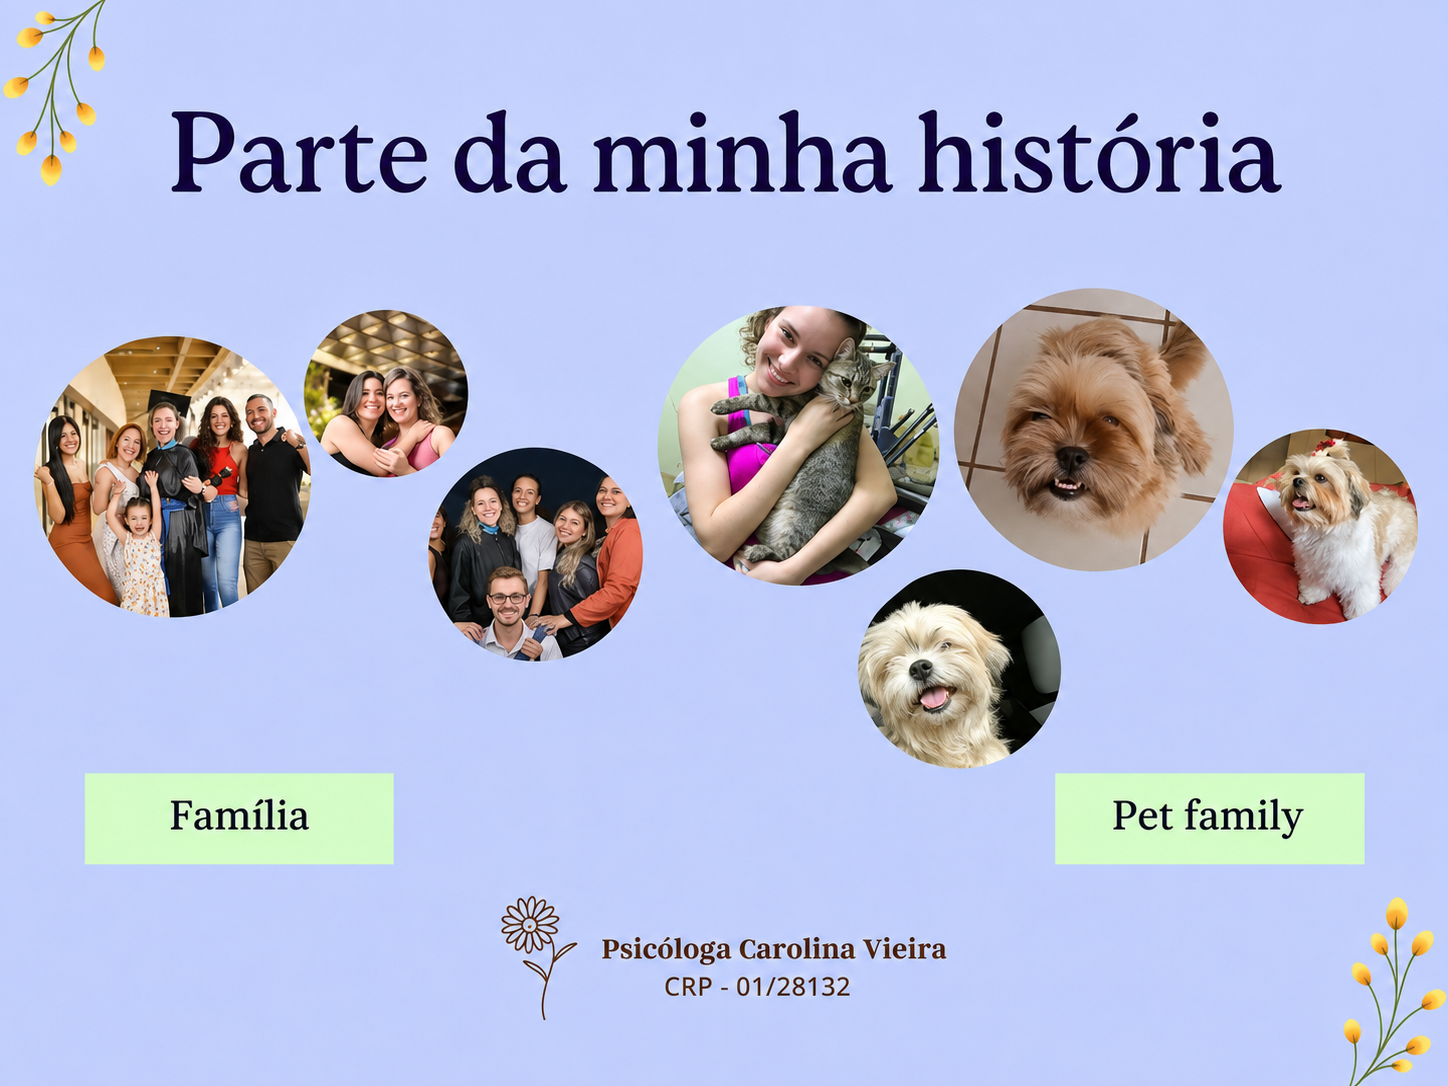 Parte da minha história
Família
Pet family
Psicóloga Carolina Vieira
CRP - 01/28132